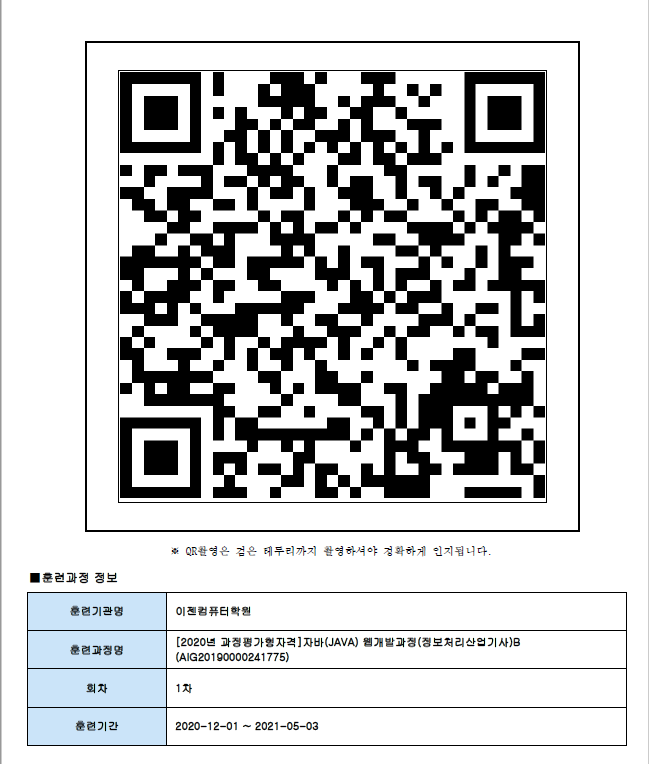 ※ QR촬영은 검은 테두리까지 촬영하셔야 정확하게 인지됩니다.
■훈련과정 정보
훈련기관명 이젠컴퓨터학원
훈련과정명 [2020년 과정평가형자격]자바(JAVA) 웹개발과정(정보처리산업기사)B
(AIG20190000241775)
회차 1차
훈련기간 2020-12-01 ~ 2021-05-03